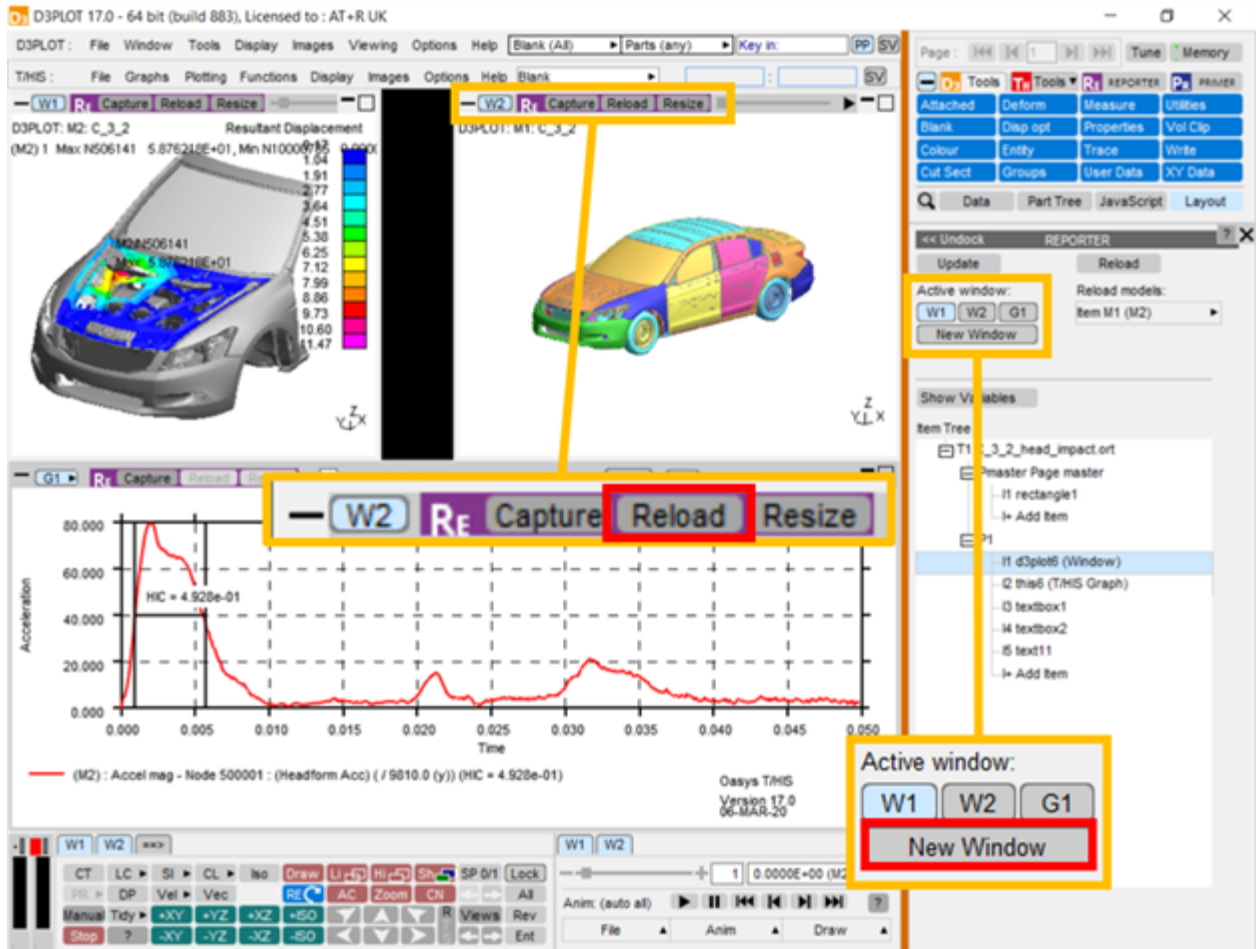 D3PLOT 17.0 - 64 bit (build 883), Licensed to : AT+R UK
D3PLOT : File Window Tools Display Images Viewing Options Help Blank (All) Parts (any) Key in: PP SV
T/HIS : File Graphs Plotting Functions Display Images Options Help Blank : SV
W1 RE Capture Reload Resize
W2 RE Capture Reload Resize
D3PLOT: M2: C_3_2 Resultant Displacement
(M2) 1 Max N506141 5.876218E+01, Min
1.04
1.91
2.77
3.64
4.51
5.38
6.25
7.12
7.99
8.86
9.73
10.60
11.47
M2/N506141
Max 5.876218E+01
Z
Y X
D3PLOT: M1: C_3_2
Z
Y X
G1 RE Capture Reload
W2 RE Capture Reload Resize
80.000
60.000
40.000
20.000
0.000
Acceleration
HIC = 4.928e-01
0.000 0.005 0.010 0.015 0.020 0.025 0.030 0.035 0.040 0.045 0.050
Time
(M2) : Accel mag - Node 500001 : (Headform Acc) ( / 9810.0 (y)) (HIC = 4.928e-01)
Oasys T/HIS
Version 17.0
06-MAR-20
W1 W2 ==>
CT LC SI CL Iso Draw Li Hi Sh SP 0/1 Lock
PR DP Vel Vec RE AC Zoom CN All
Manual Tidy +XY +YZ +XZ +ISO R Views Rev
Stop ? -XY -YZ -XZ -ISO Ent
W1 W2
1 0.0000E+00 (M2
Anim: (auto all) ?
File Anim Draw
Page : 1 Tune Memory
D3 Tools TH Tools RE REPORTER PR PRIMER
Attached Deform Measure Utilities
Blank Disp opt Properties Vol Clip
Colour Entity Trace Write
Cut Sect Groups User Data XY Data
Data Part Tree JavaScript Layout
<< Undock REPORTER ? X
Update Reload
Active window: Reload models:
W1 W2 G1 Item M1 (M2)
New Window
Show Variables
Item Tree
T1 C_3_2_head_impact.ort
Pmaster Page master
I1 rectangle1
I+ Add Item
P1
I1 d3plot6 (Window)
I2 this6 (T/HIS Graph)
I3 textbox1
I4 textbox2
I5 text11
I+ Add Item
Active window:
W1 W2 G1
New Window